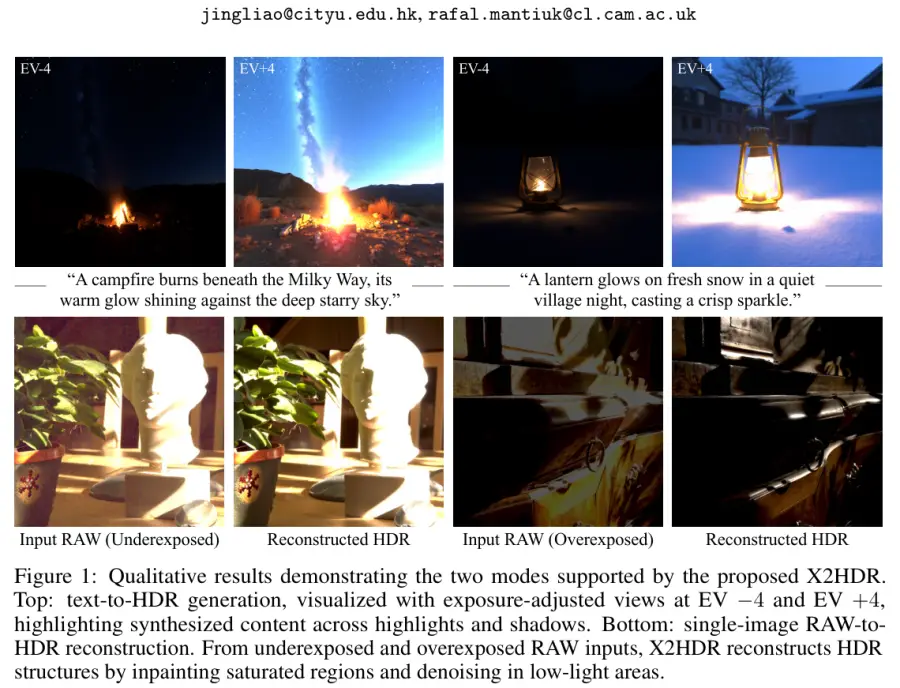 jingliao@cityu.edu.hk, rafal.mantiuk@cl.cam.ac.uk
EV-4
EV+4
EV-4
EV+4
“A campfire burns beneath the Milky Way, its
warm glow shining against the deep starry sky.”
“A lantern glows on fresh snow in a quiet
village night, casting a crisp sparkle.”
Input RAW (Underexposed)
Reconstructed HDR
Input RAW (Overexposed)
Reconstructed HDR
Figure 1: Qualitative results demonstrating the two modes supported by the proposed X2HDR.
Top: text-to-HDR generation, visualized with exposure-adjusted views at EV −4 and EV +4,
highlighting synthesized content across highlights and shadows. Bottom: single-image RAW-to-
HDR reconstruction. From underexposed and overexposed RAW inputs, X2HDR reconstructs HDR
structures by inpainting saturated regions and denoising in low-light areas.